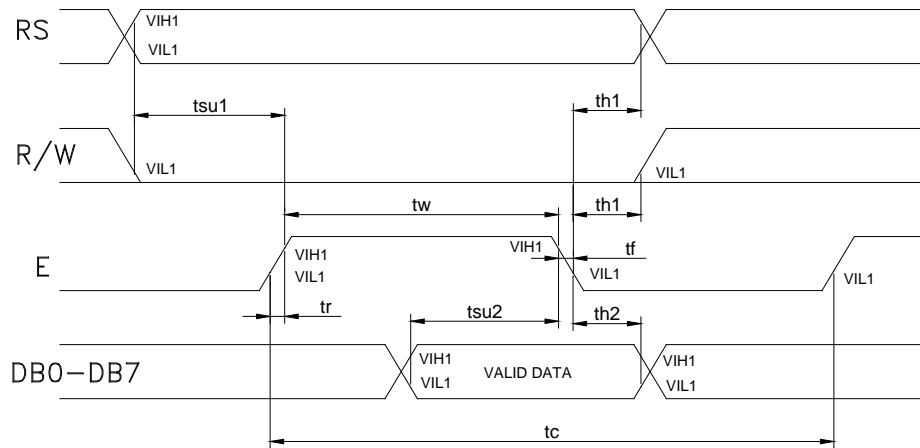 RS
VIH1
VIL1
tsu1
th1
R/W
VIL1
VIL1
tw
th1
E
VIH1
VIL1
VIH1
tf
VIL1
VIL1
tr
tsu2
th2
DB0-DB7
VIH1
VIL1
VALID DATA
VIH1
VIL1
tc